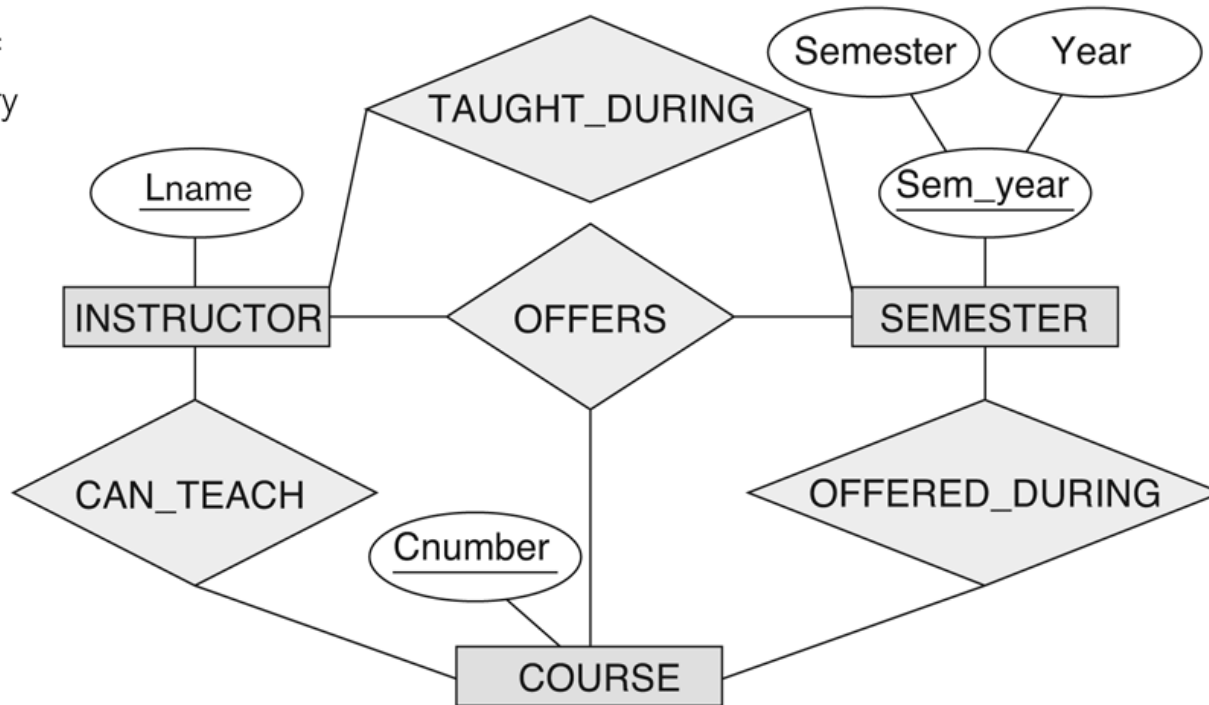 Semester
Year
TAUGHT_DURING
Lname
Sem_year
INSTRUCTOR
OFFERS
SEMESTER
CAN_TEACH
OFFERED_DURING
Cnumber
COURSE